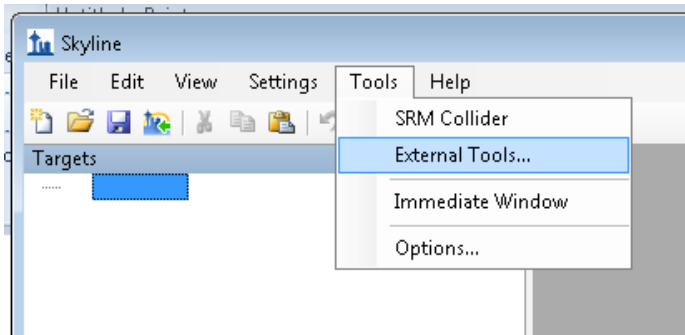 Skyline
File Edit View Settings Tools Help
SRM Collider
Targets
External Tools...
Immediate Window
Options...